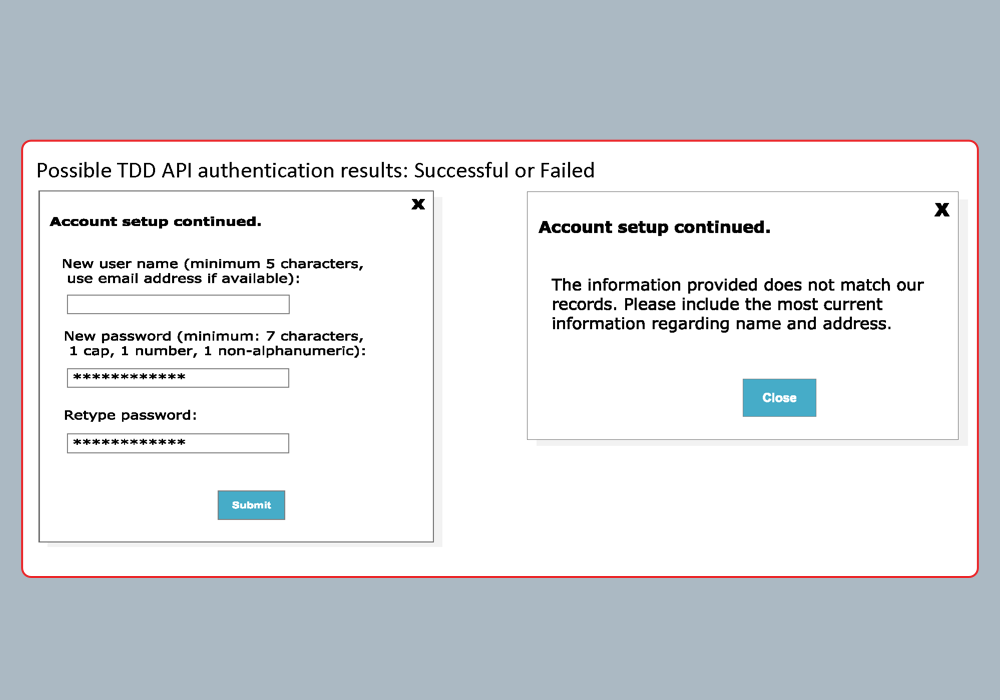 Possible TDD API authentication results: Successful or Failed
X
Account setup continued.
New user name (minimum 5 characters,
use email address if available):
New password (minimum: 7 characters,
1 cap, 1 number, 1 non-alphanumeric):
************
Retype password:
************
Submit
X
Account setup continued.
The information provided does not match our
records. Please include the most current
information regarding name and address.
Close